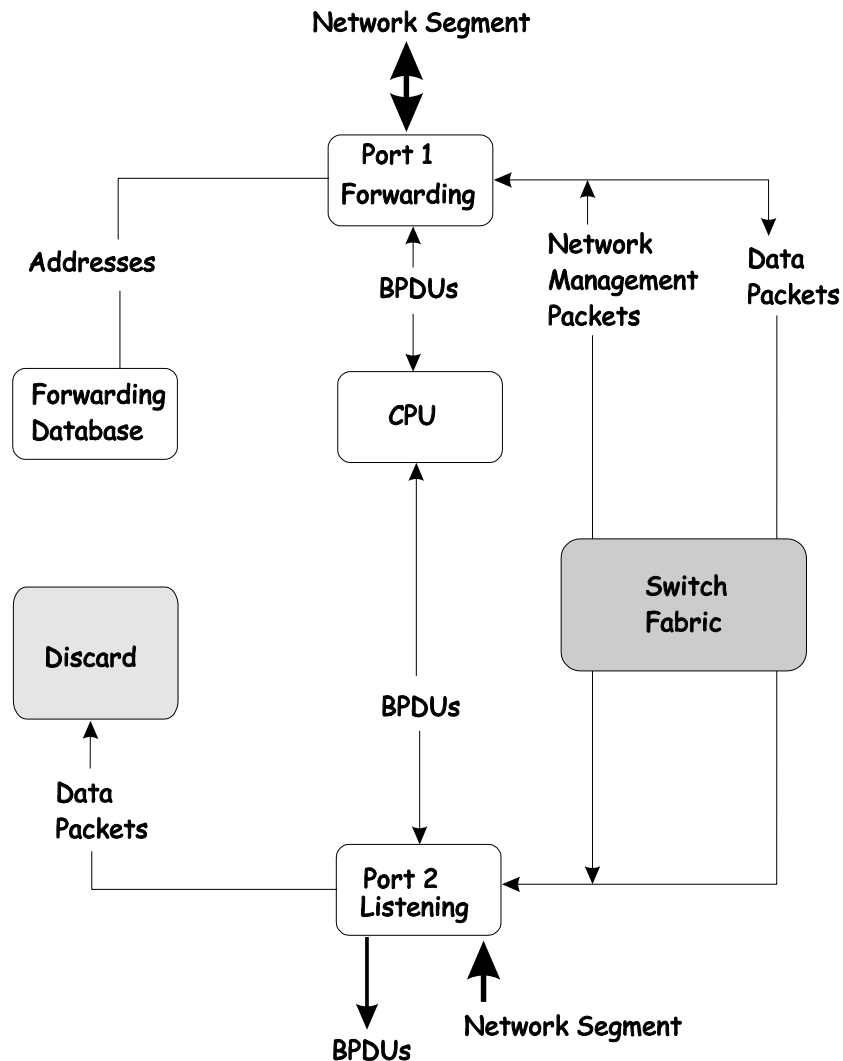 Network Segment
Port 1
Forwarding
Addresses
BPDUs
Network
Management
Packets
Data
Packets
Forwarding
Database
CPU
Switch
Fabric
Discard
BPDUs
Data
Packets
Port 2
Listening
Network Segment
BPDUs